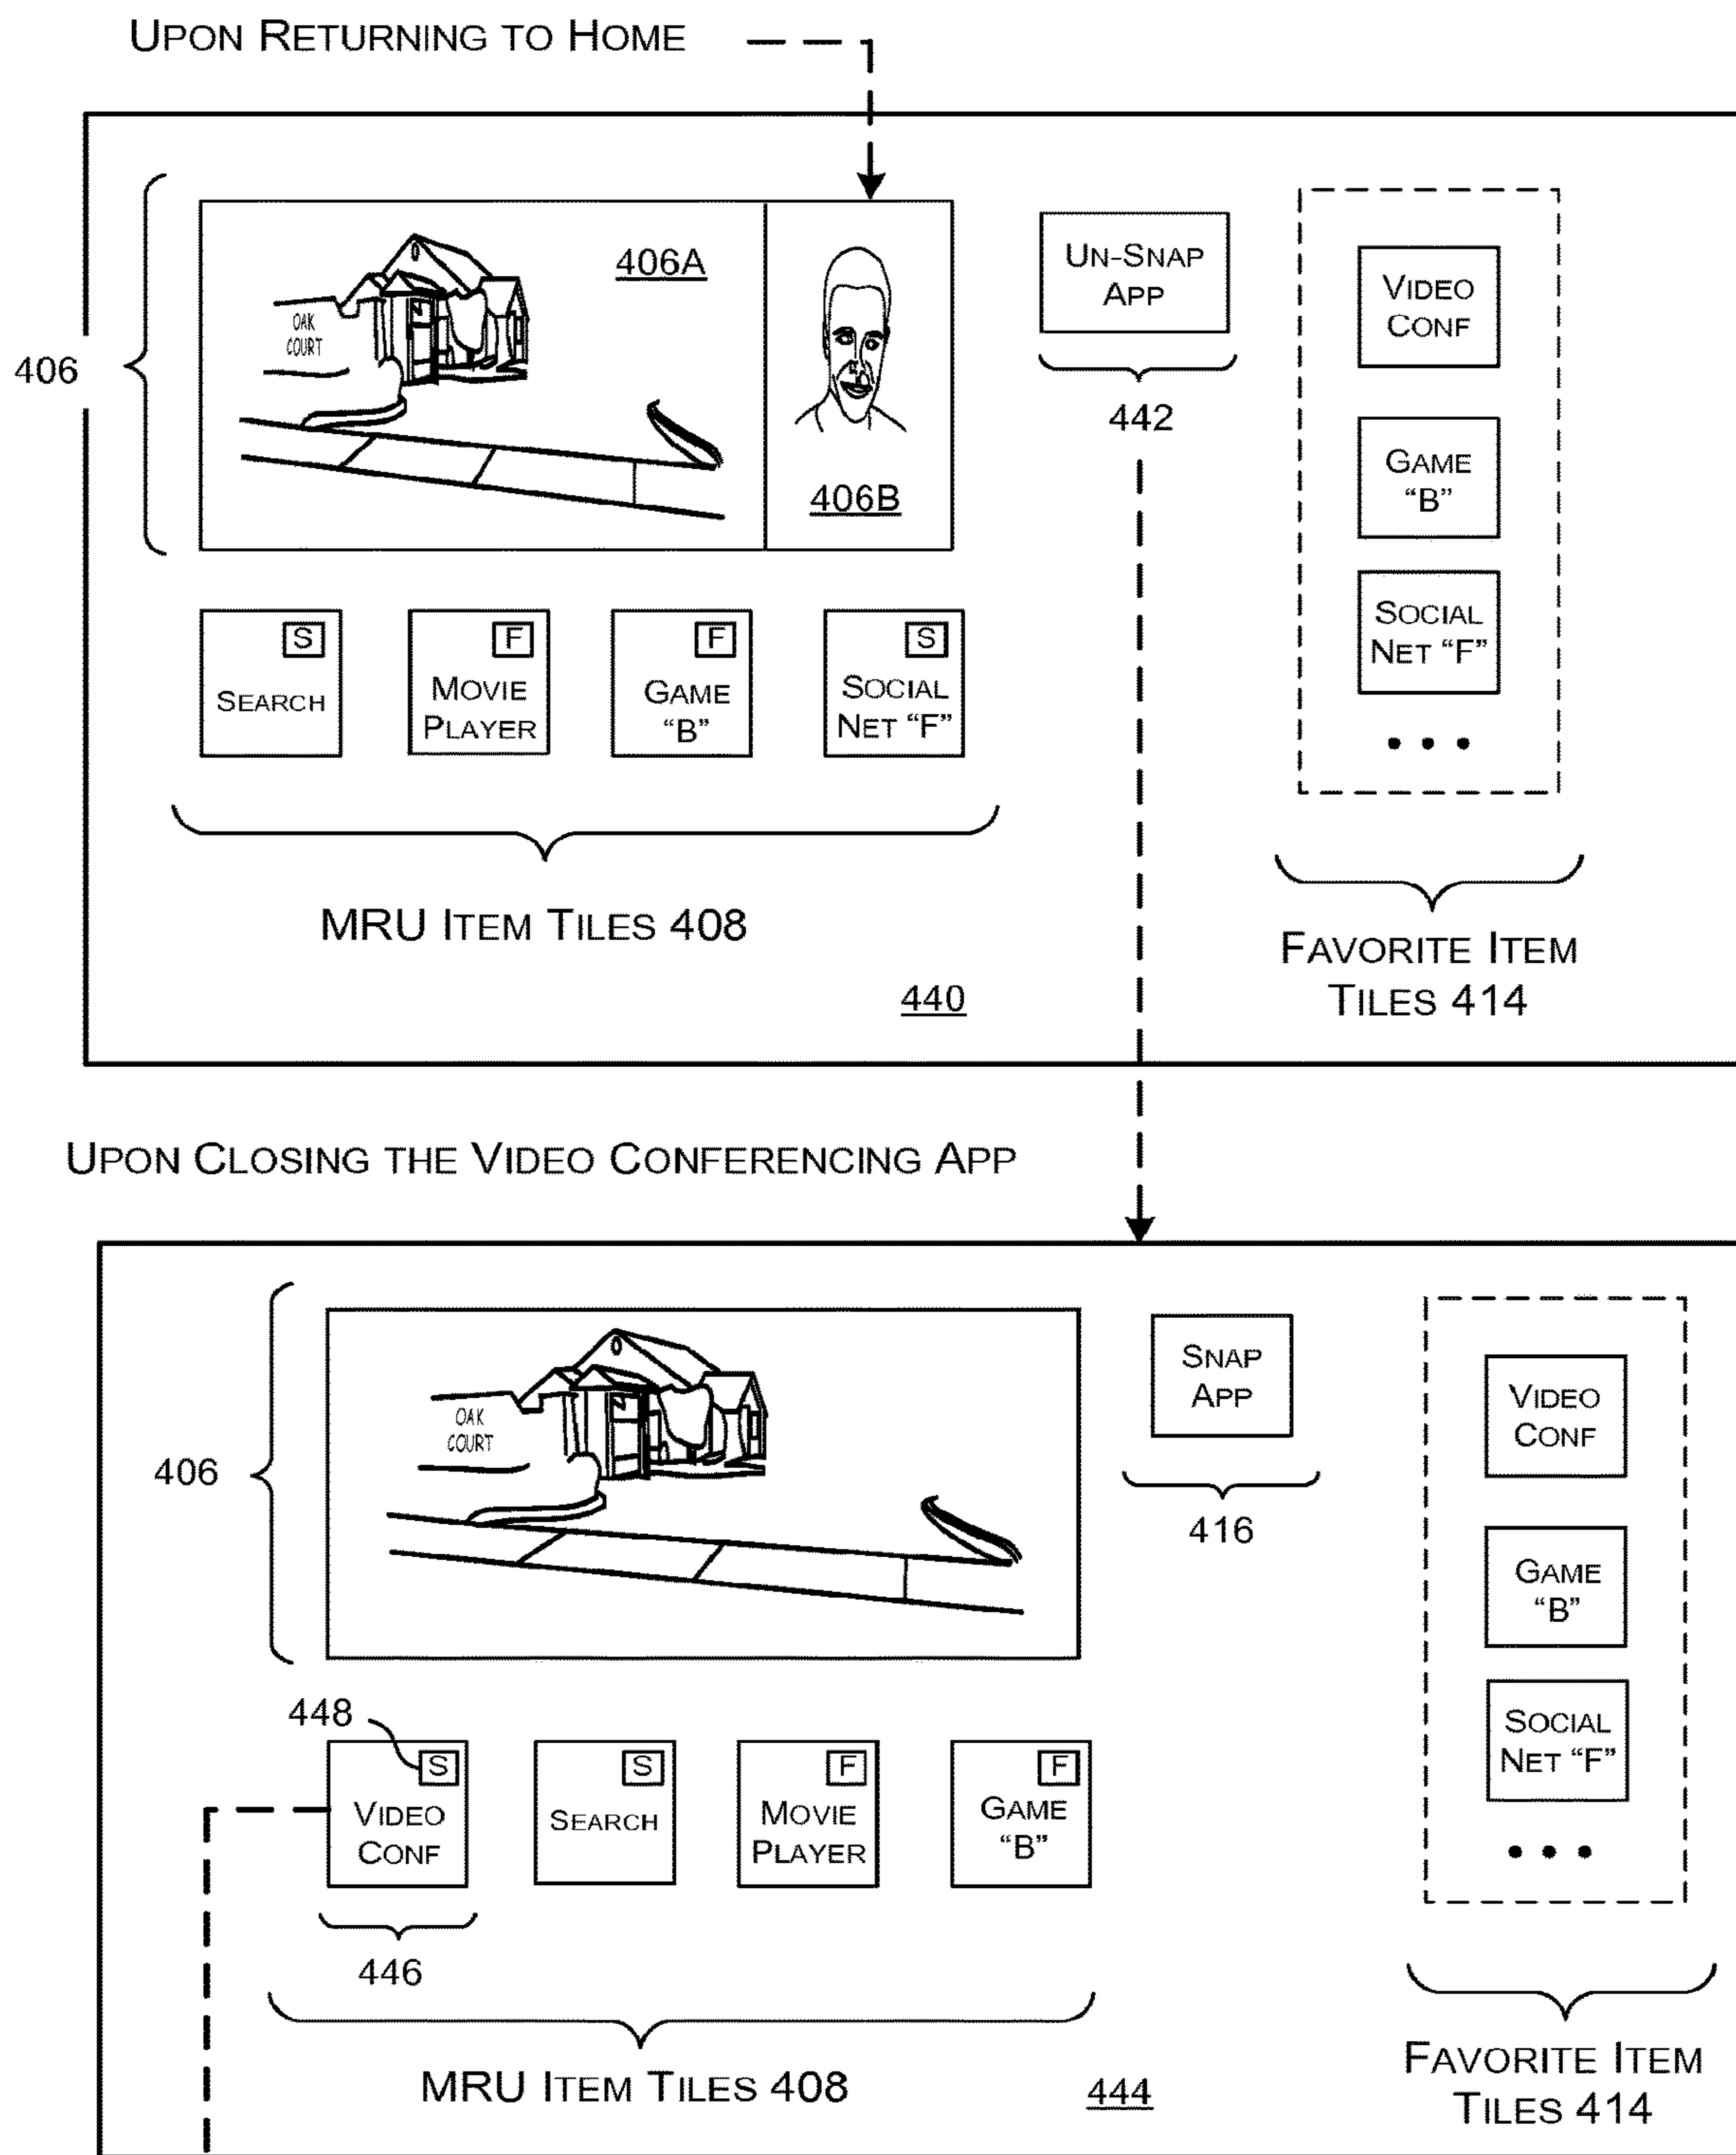 UPON RETURNING TO HOME
406
OAK
COURT
406A
406B
UN-SNAP
APP
442
VIDEO
CONF
GAME
“B”
SOCIAL
NET “F”
• • •
S
SEARCH
F
MOVIE
PLAYER
F
GAME
“B”
S
SOCIAL
NET “F”
MRU ITEM TILES 408
FAVORITE ITEM
TILES 414
440
UPON CLOSING THE VIDEO CONFERENCING APP
406
OAK
COURT
SNAP
APP
416
VIDEO
CONF
GAME
“B”
SOCIAL
NET “F”
• • •
448
S
VIDEO
CONF
S
SEARCH
F
MOVIE
PLAYER
F
GAME
“B”
446
MRU ITEM TILES 408
444
FAVORITE ITEM
TILES 414